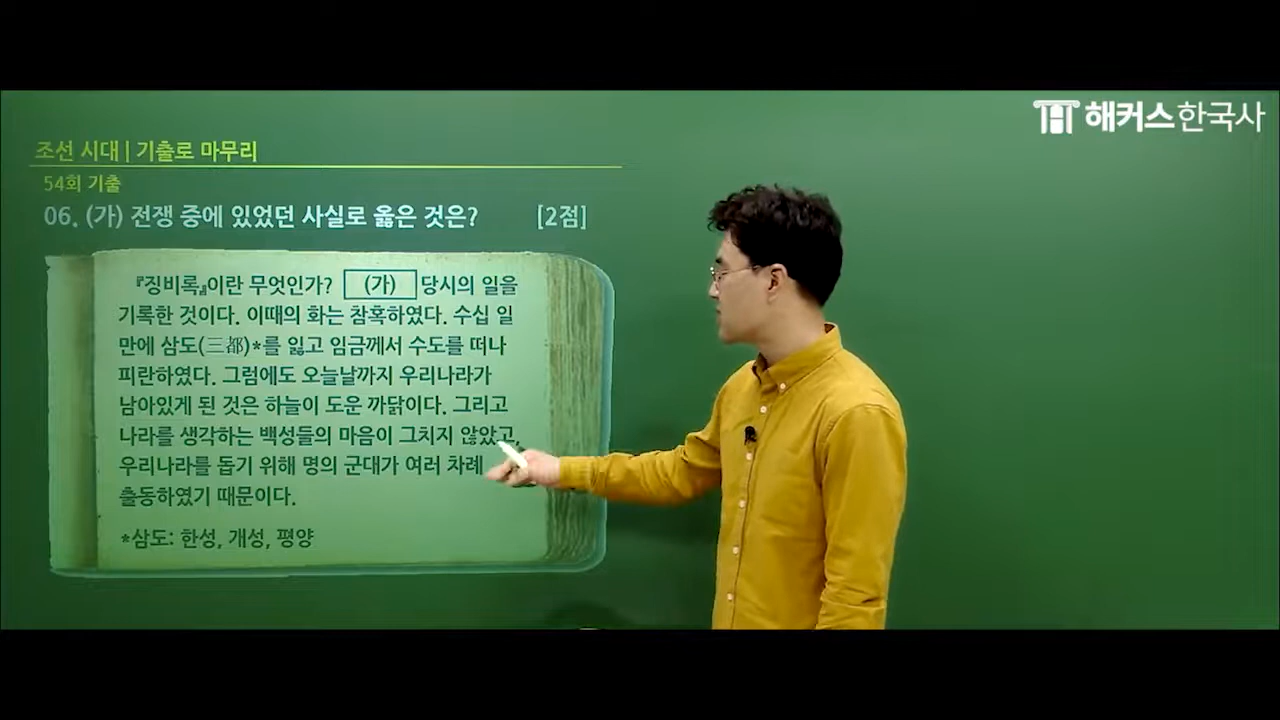 해커스한국사
조선 시대 | 기출로 마무리
54회 기출
06. (가) 전쟁 중에 있었던 사실로 옳은 것은? [2점]
『징비록』이란 무엇인가? (가) 당시의 일을
기록한 것이다. 이때의 화는 참혹하였다. 수십 일
만에 삼도(三都)*를 잃고 임금께서 수도를 떠나
피란하였다. 그럼에도 오늘날까지 우리나라가
남아있게 된 것은 하늘이 도운 까닭이다. 그리고
나라를 생각하는 백성들의 마음이 그치지 않았고,
우리나라를 돕기 위해 명의 군대가 여러 차례
출동하였기 때문이다.
*삼도: 한성, 개성, 평양